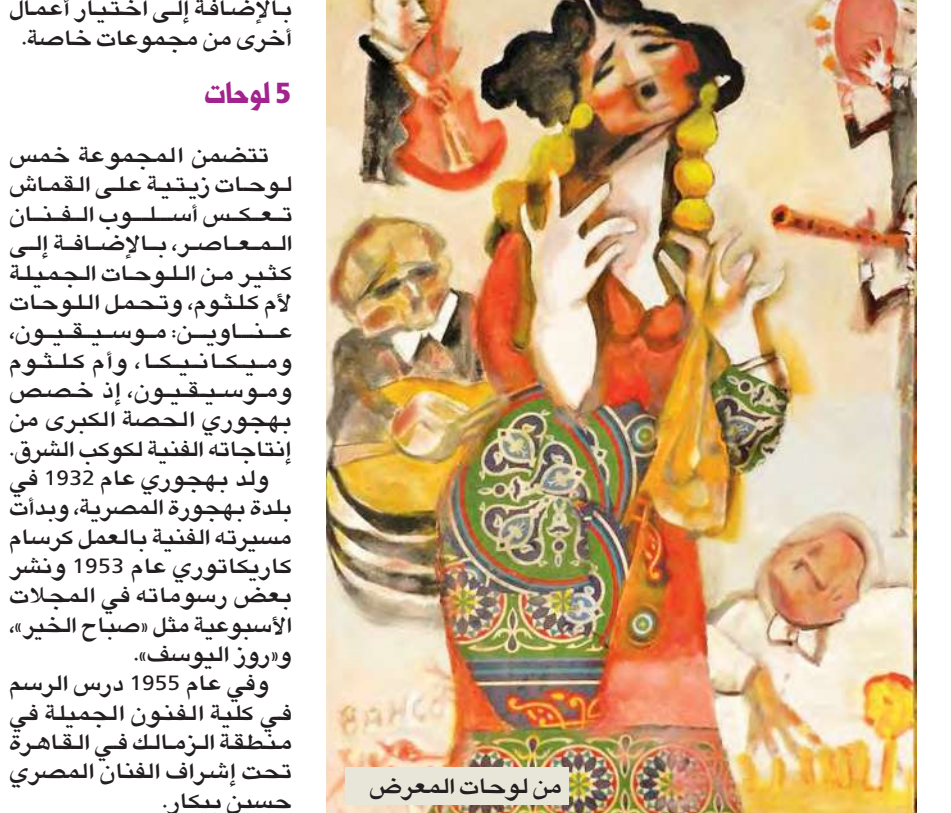 بالإضافة إلى اختيار أعمال
أخرى من مجموعات خاصة.
5 لوحات
تتضمن المجموعة خمس
لوحات زيتية على القماش
تعكس أسلوب الفنان
المعاصر، بالإضافة إلى
كثير من اللوحات الجميلة
لأم كلثوم، وتحمل اللوحات
عناوين: موسيقيون،
وميكانيكا، وأم كلثوم
وموسيقيون، إذ خصص
بهجوري الحصة الكبرى من
إنتاجاته الفنية لكوكب الشرق.
ولد بهجوري عام 1932 في
بلدة بهجورة المصرية، وبدأت
مسيرته الفنية بالعمل كرسام
كاريكاتوري عام 1953 ونشر
بعض رسوماته في المجلات
الأسبوعية مثل «صباح الخير»،
و«روز اليوسف».
وفي عام 1955 درس الرسم
في كلية الفنون الجميلة في
منطقة الزمالك في القاهرة
تحت إشراف الفنان المصري
حسين بيكار.
من لوحات المعرض